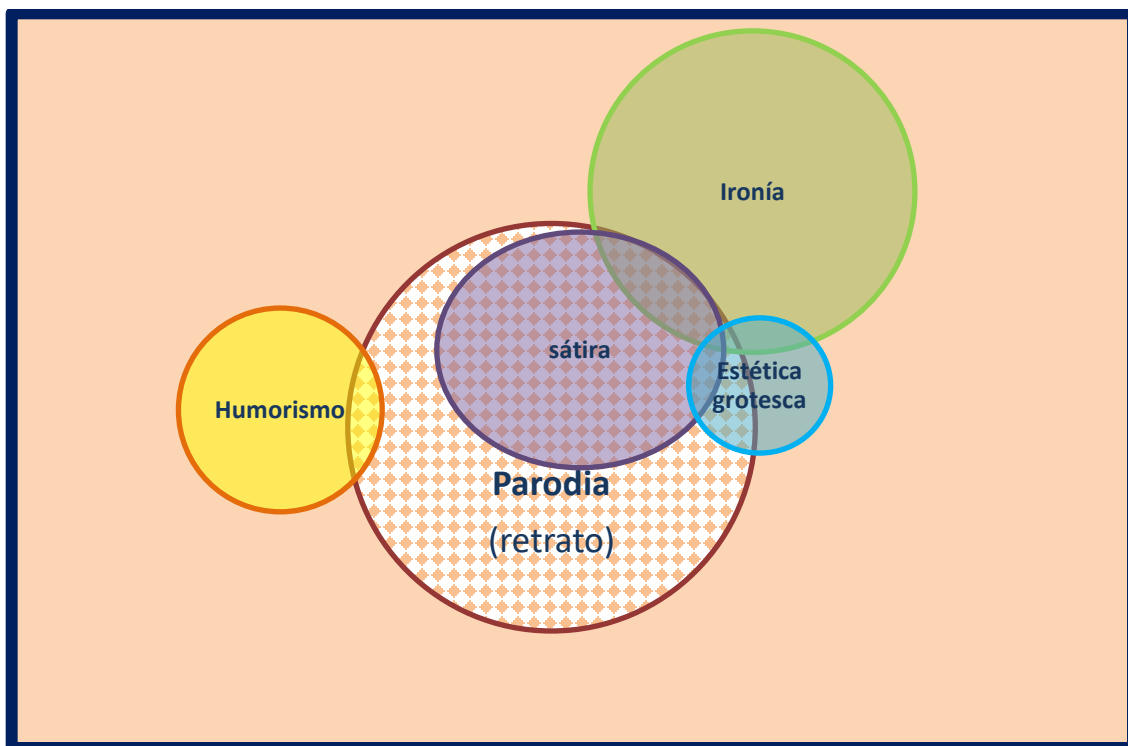 Ironía
sátira
Estética
grotesca
Humorismo
Parodia
(retrato)